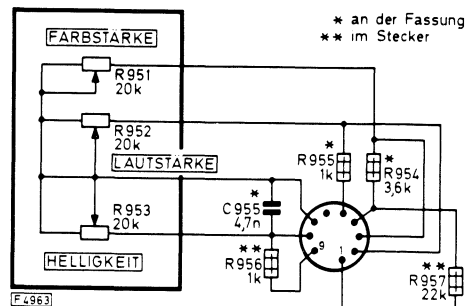 * an der Fassung
** im Stecker
FARBSTÄRKE
R951
20k
R952
20k
LAUTSTÄRKE
R953
20k
HELLIGKEIT
*
C955
4,7n
*
R955
1k
*
R954
3,6k
**
R956
1k
9
1
**
R957
22k
F4963